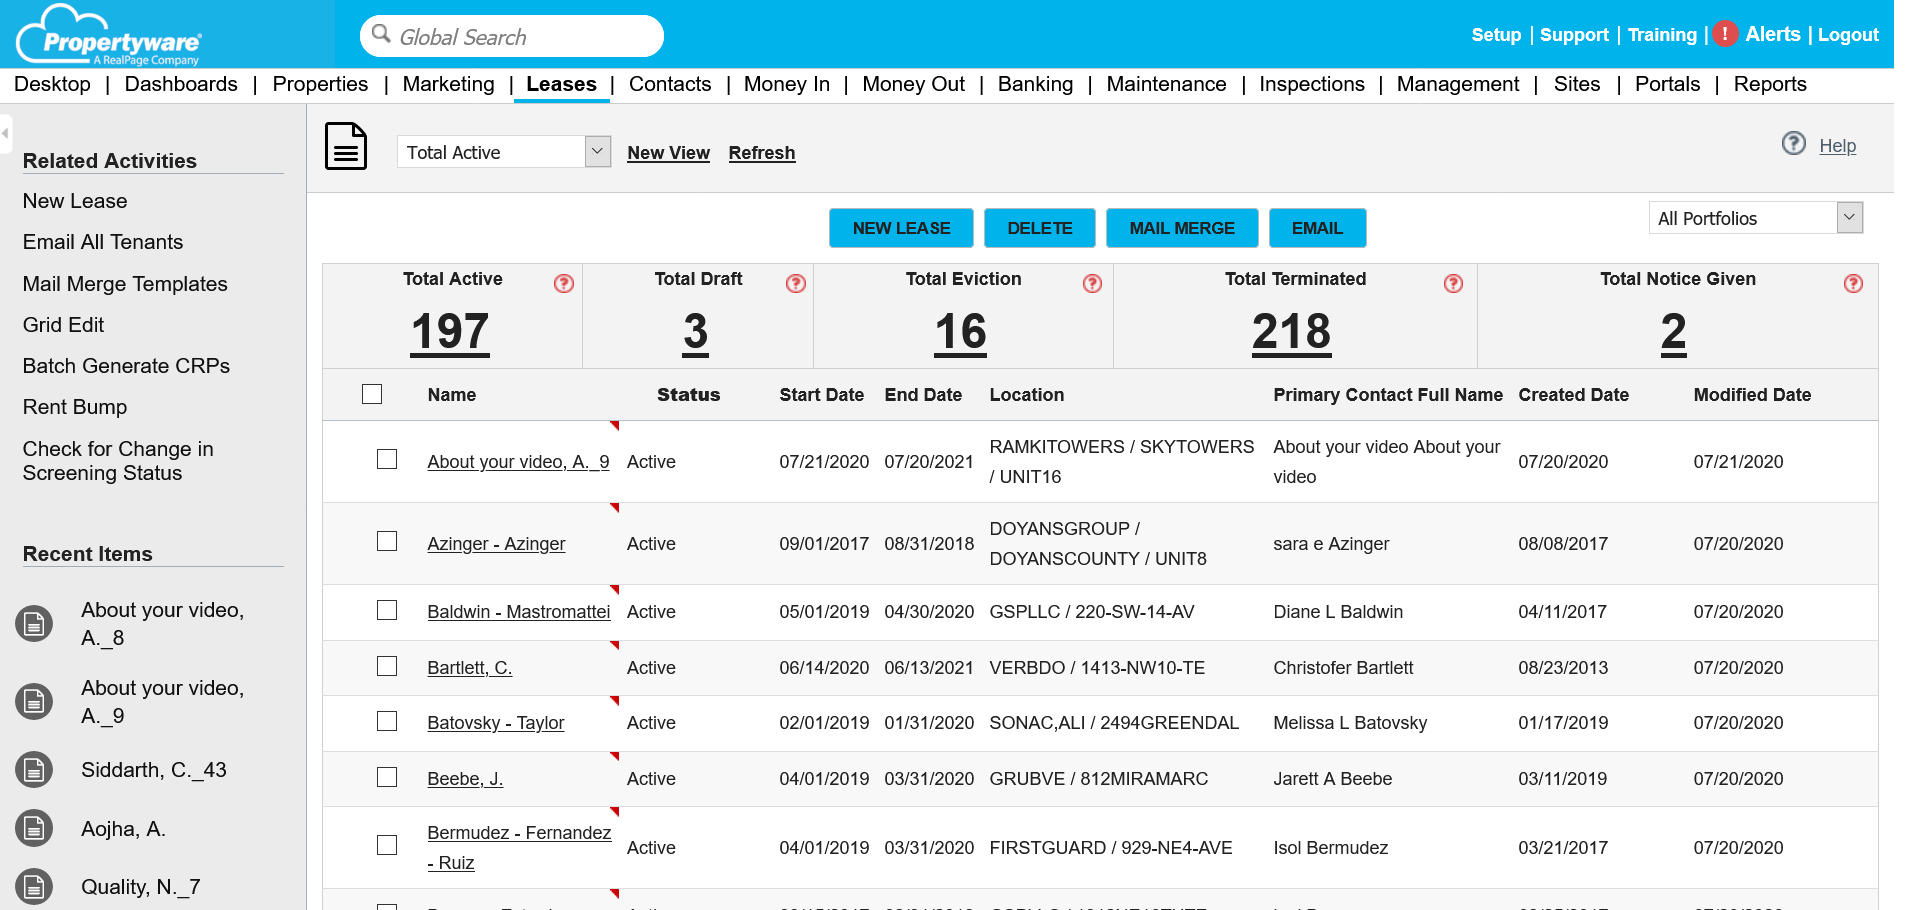 Propertyware
A RealPage Company
Global Search
Setup | Support | Training | ! Alerts | Logout
Desktop | Dashboards | Properties | Marketing | Leases | Contacts | Money In | Money Out | Banking | Maintenance | Inspections | Management | Sites | Portals | Reports
Related Activities
New Lease
Email All Tenants
Mail Merge Templates
Grid Edit
Batch Generate CRPs
Rent Bump
Check for Change in
Screening Status
Recent Items
About your video,
A._8
About your video,
A._9
Siddarth, C._43
Aojha, A.
Quality, N._7
Total Active New View Refresh
? Help
NEW LEASE DELETE MAIL MERGE EMAIL
All Portfolios
Total Active ? Total Draft ? Total Eviction ? Total Terminated ? Total Notice Given ?
197 3 16 218 2
Name Status Start Date End Date Location Primary Contact Full Name Created Date Modified Date
About your video, A._9 Active 07/21/2020 07/20/2021 RAMKITOWERS / SKYTOWERS
/ UNIT16 About your video About your
video 07/20/2020 07/21/2020
Azinger - Azinger Active 09/01/2017 08/31/2018 DOYANSGROUP /
DOYANSCOUNTY / UNIT8 sara e Azinger 08/08/2017 07/20/2020
Baldwin - Mastromattei Active 05/01/2019 04/30/2020 GSPLLC / 220-SW-14-AV Diane L Baldwin 04/11/2017 07/20/2020
Bartlett, C. Active 06/14/2020 06/13/2021 VERBDO / 1413-NW10-TE Christofer Bartlett 08/23/2013 07/20/2020
Batovsky - Taylor Active 02/01/2019 01/31/2020 SONAC,ALI / 2494GREENDAL Melissa L Batovsky 01/17/2019 07/20/2020
Beebe, J. Active 04/01/2019 03/31/2020 GRUBVE / 812MIRAMARC Jarett A Beebe 03/11/2019 07/20/2020
Bermudez - Fernandez
- Ruiz Active 04/01/2019 03/31/2020 FIRSTGUARD / 929-NE4-AVE Isol Bermudez 03/21/2017 07/20/2020